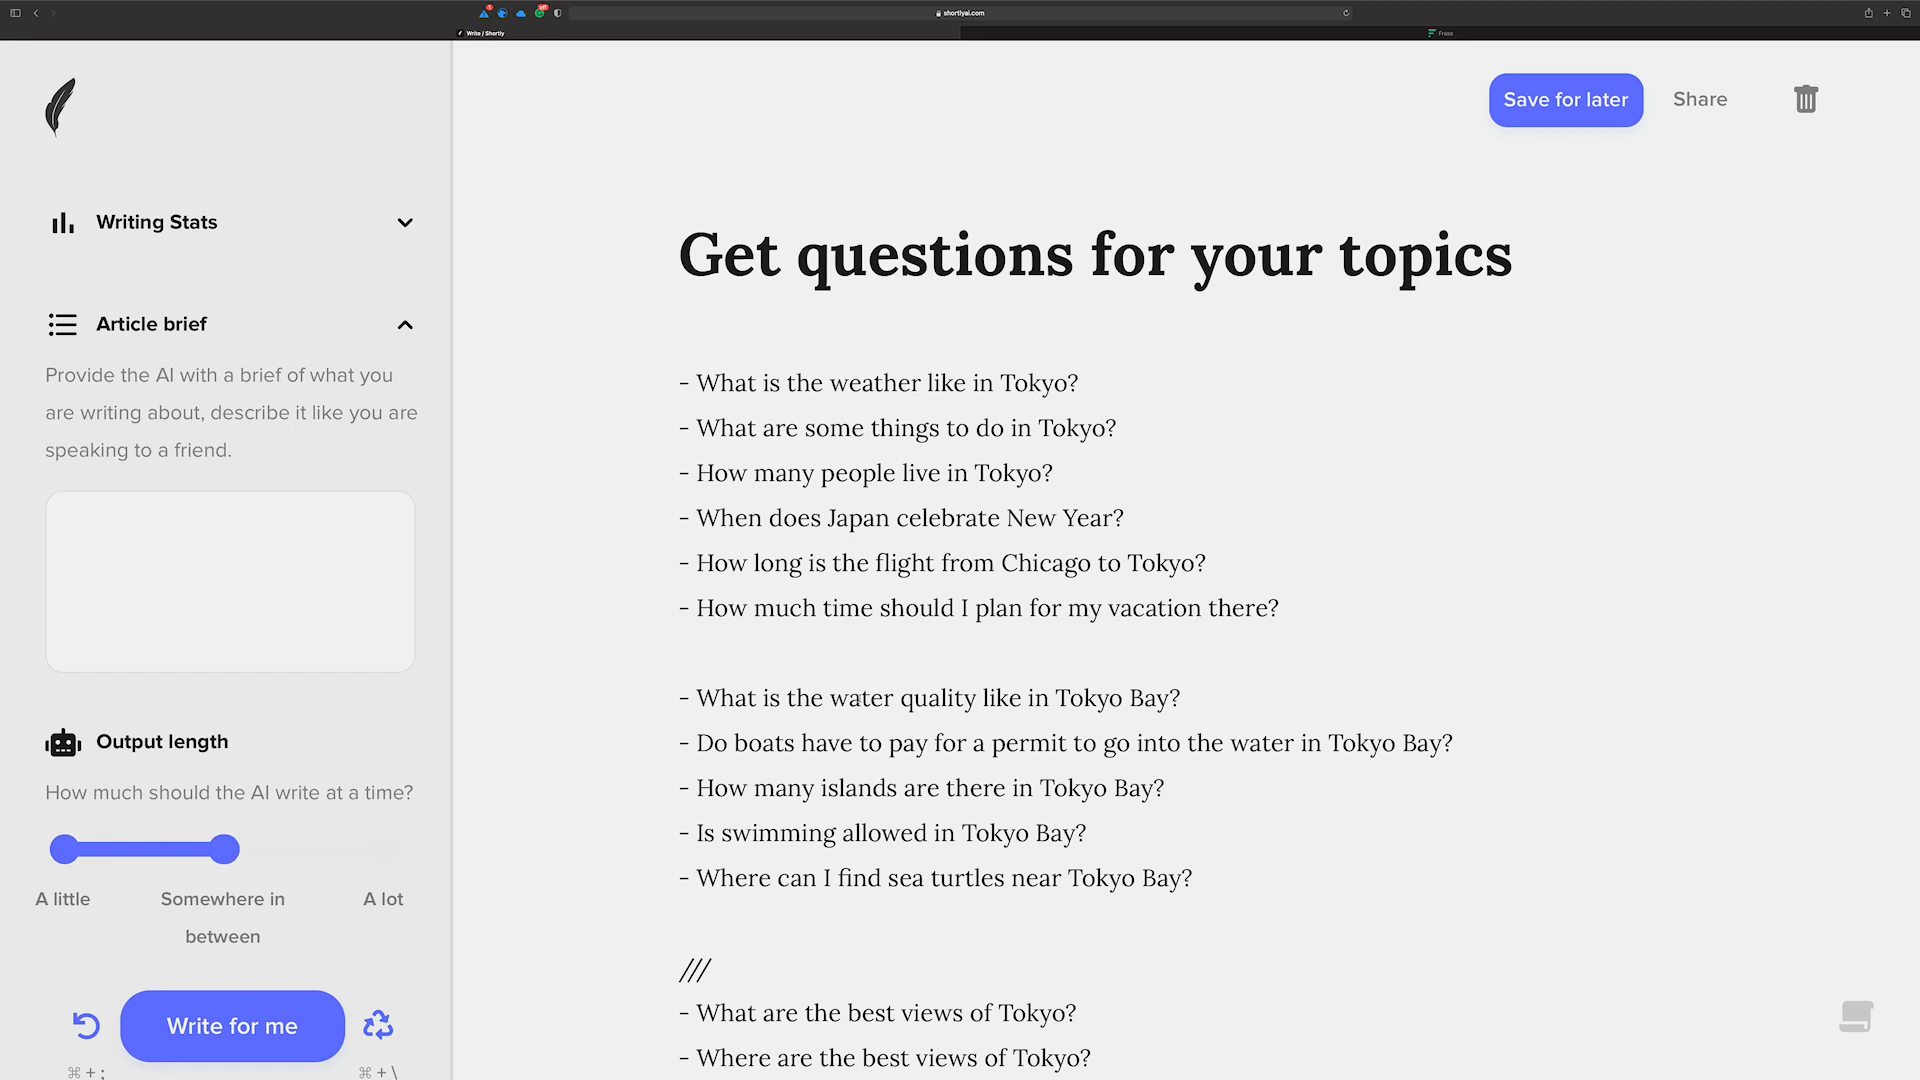 shortlyai.com
Write / Shortly
Frase
Save for later
Share
Writing Stats
Article brief
Provide the AI with a brief of what you
are writing about, describe it like you are
speaking to a friend.
Output length
How much should the AI write at a time?
A little
Somewhere in
between
A lot
Write for me
⌘ + ;
⌘ + \
Get questions for your topics
- What is the weather like in Tokyo?
- What are some things to do in Tokyo?
- How many people live in Tokyo?
- When does Japan celebrate New Year?
- How long is the flight from Chicago to Tokyo?
- How much time should I plan for my vacation there?
- What is the water quality like in Tokyo Bay?
- Do boats have to pay for a permit to go into the water in Tokyo Bay?
- How many islands are there in Tokyo Bay?
- Is swimming allowed in Tokyo Bay?
- Where can I find sea turtles near Tokyo Bay?
///
- What are the best views of Tokyo?
- Where are the best views of Tokyo?